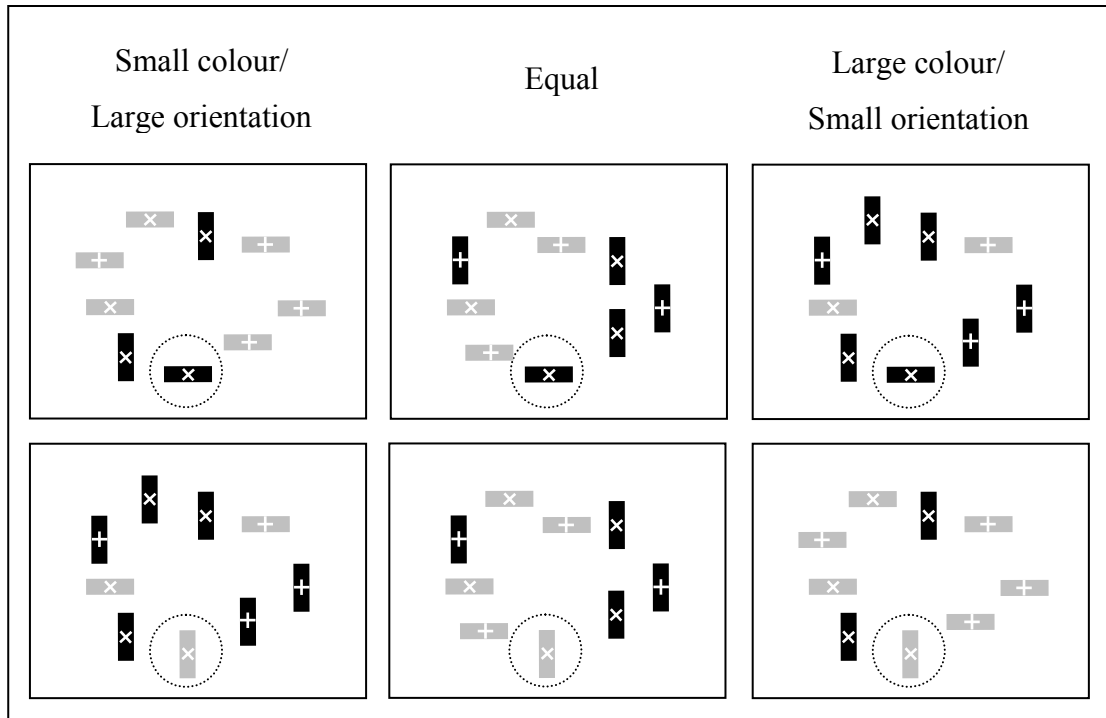 Small colour/
Large orientation
Equal
Large colour/
Small orientation